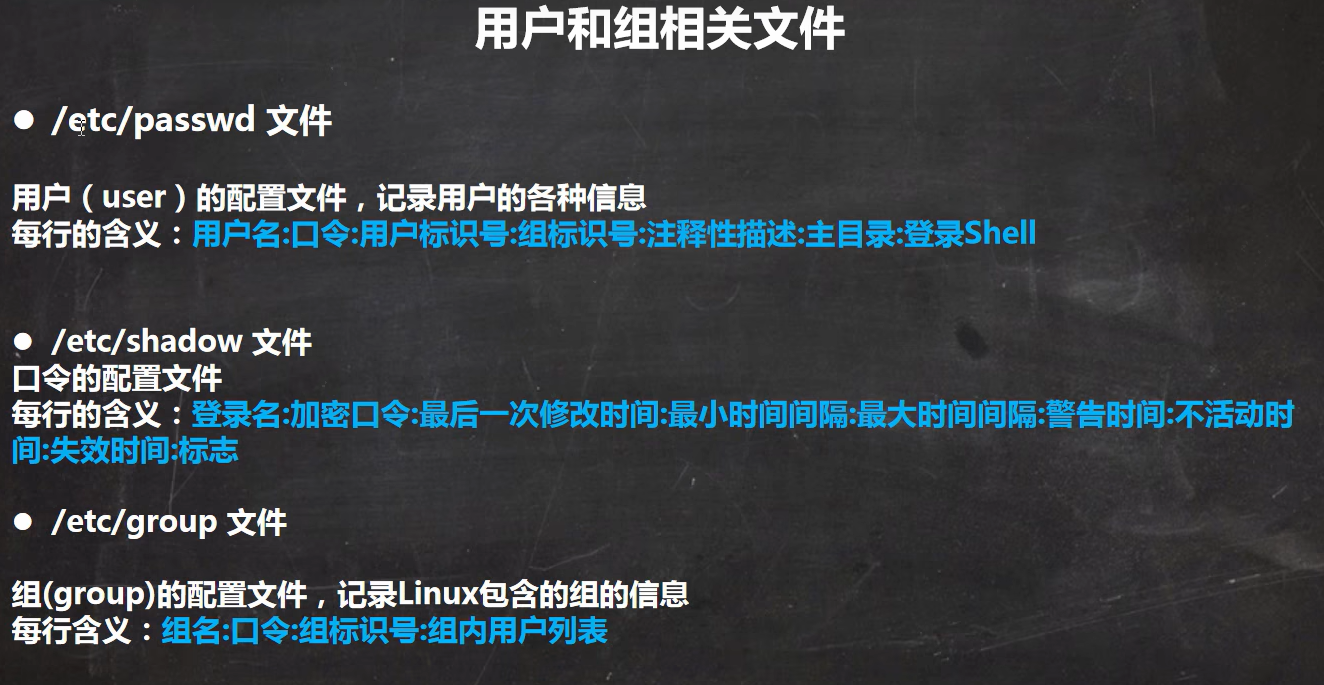 用户和组相关文件
● /etc/passwd 文件
用户（user）的配置文件，记录用户的各种信息
每行的含义：用户名:口令:用户标识号:组标识号:注释性描述:主目录:登录Shell
● /etc/shadow 文件
口令的配置文件
每行的含义：登录名:加密口令:最后一次修改时间:最小时间间隔:最大时间间隔:警告时间:不活动时
间:失效时间:标志
● /etc/group 文件
组(group)的配置文件，记录Linux包含的组的信息
每行含义：组名:口令:组标识号:组内用户列表